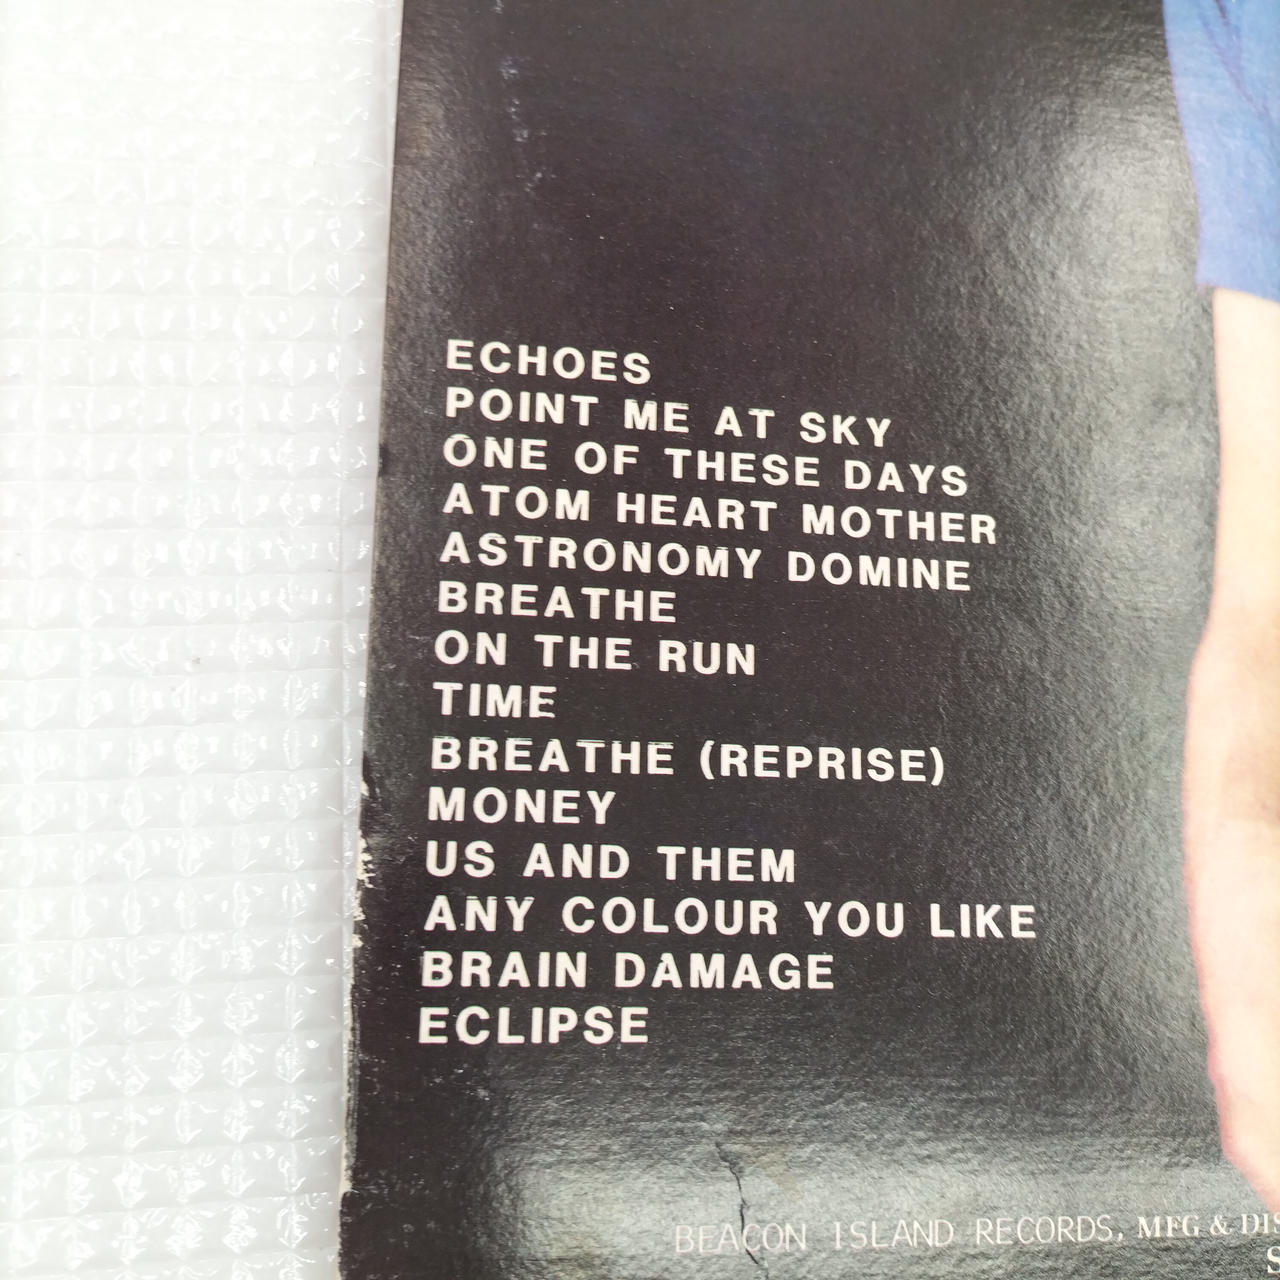 ECHOES
POINT ME AT SKY
ONE OF THESE DAYS
ATOM HEART MOTHER
ASTRONOMY DOMINE
BREATHE
ON THE RUN
TIME
BREATHE (REPRISE)
MONEY
US AND THEM
ANY COLOUR YOU LIKE
BRAIN DAMAGE
ECLIPSE
BEACON ISLAND RECORDS, MFG & DIS
S